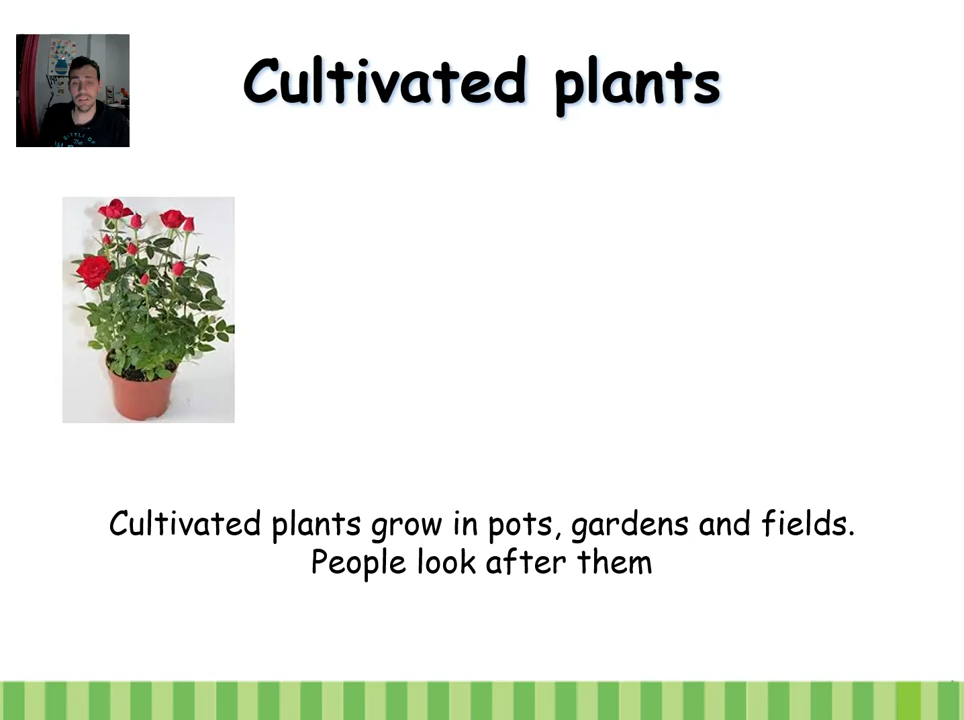 Cultivated plants
Cultivated plants grow in pots, gardens and fields.
People look after them